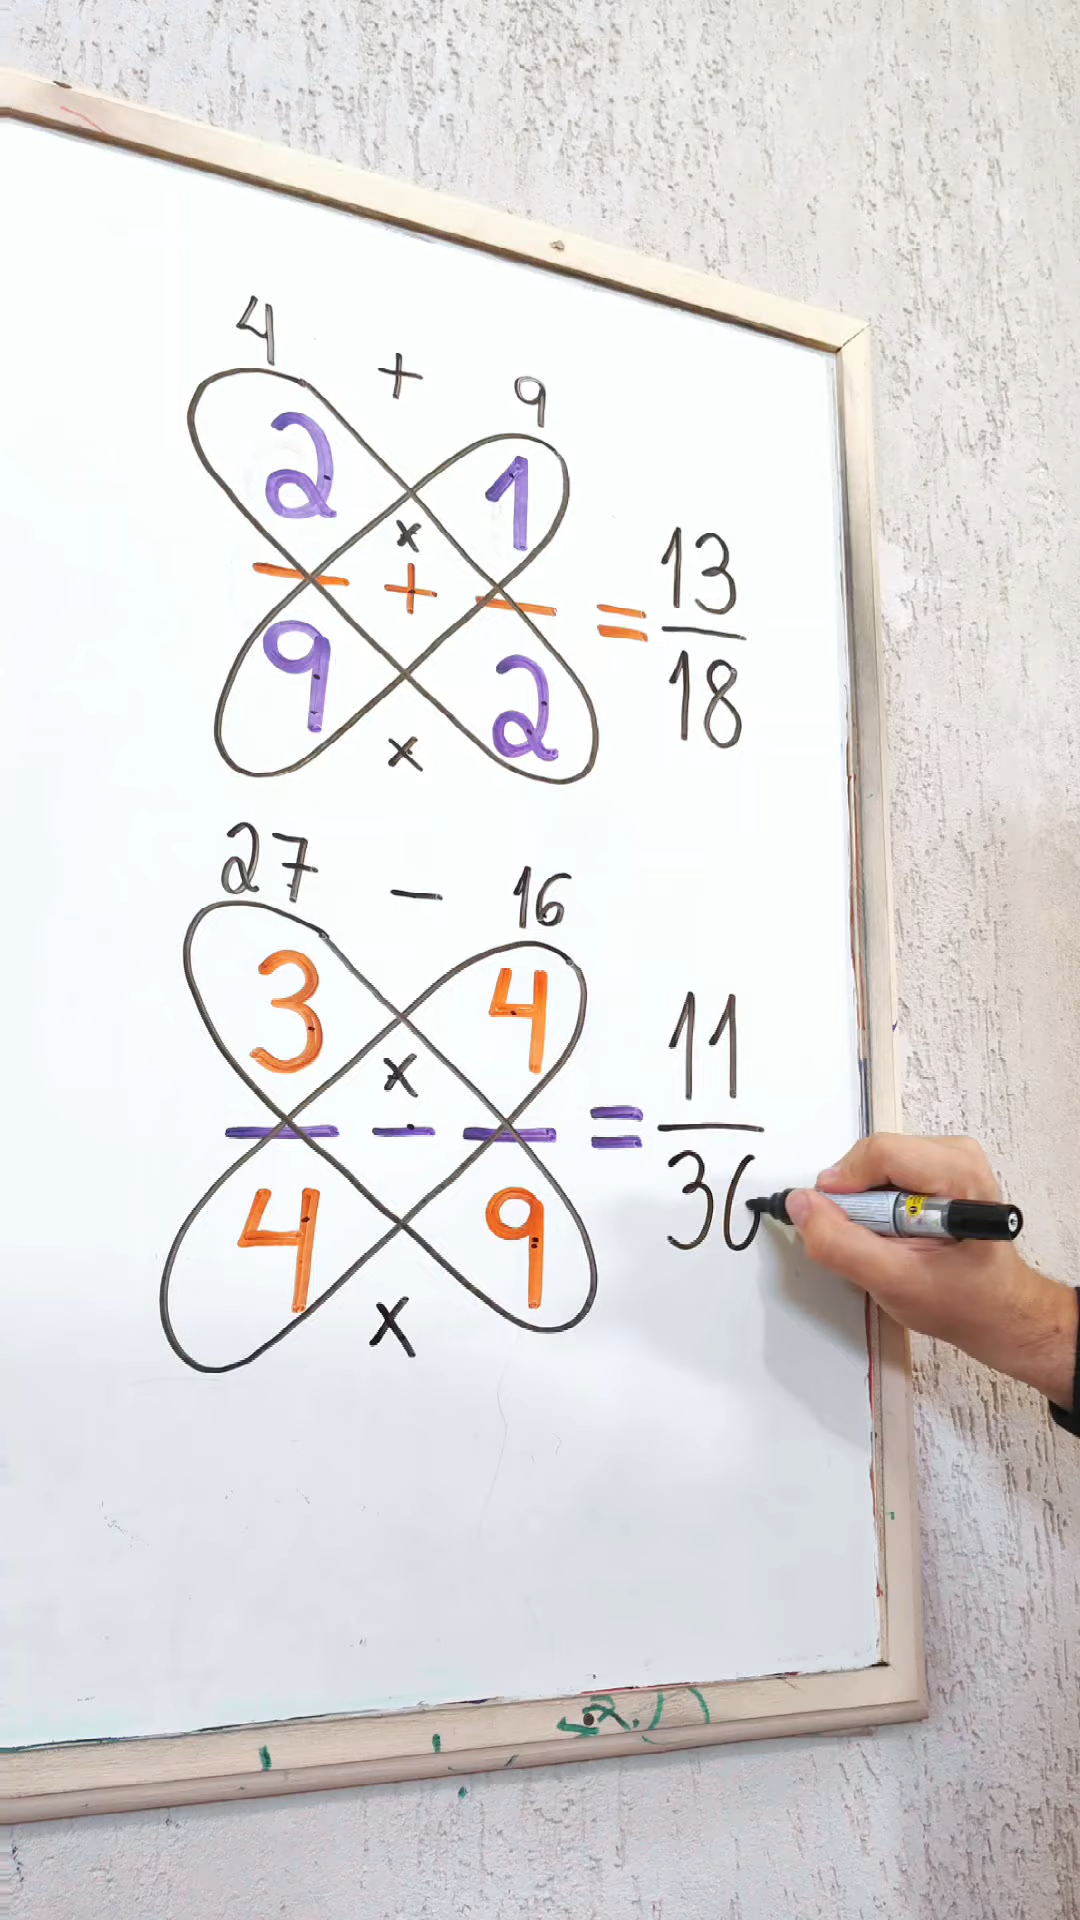 4 + 9
2 × 1
— + — = 13/18
9 × 2
27 - 16
3 × 4
— - — = 11/36
4 × 9